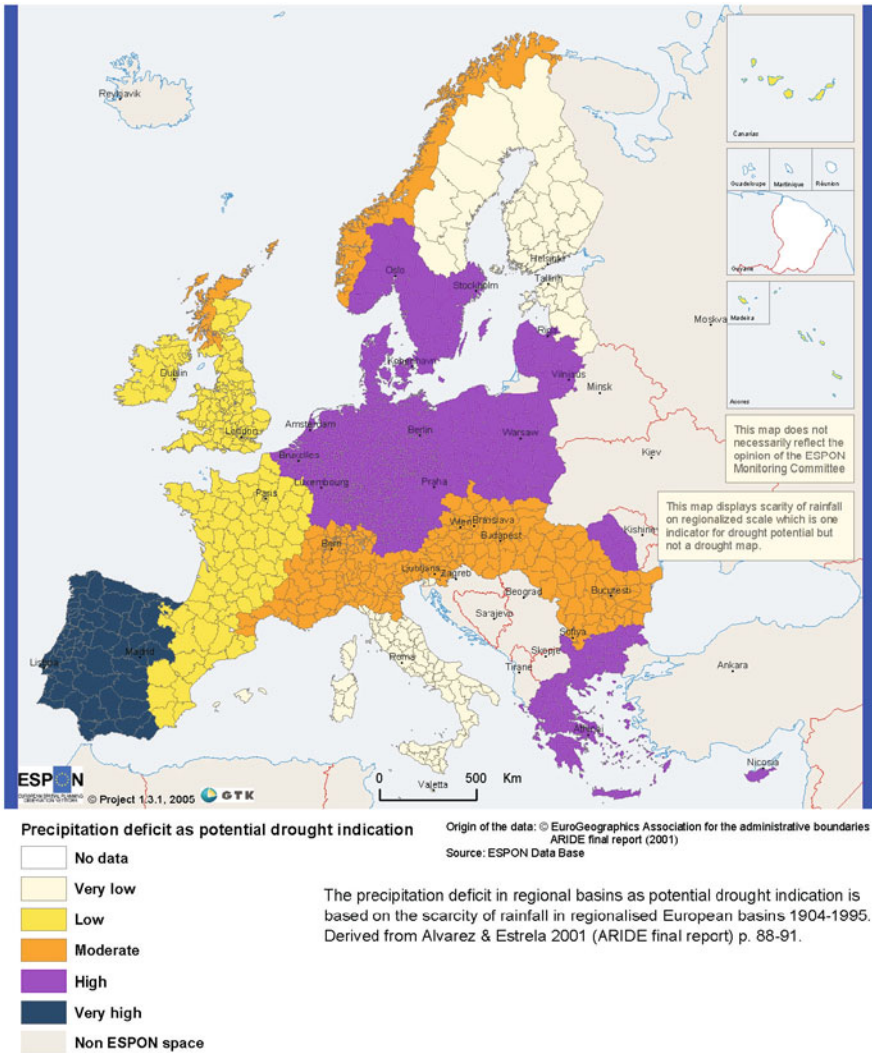 Reykjavik
Canarias
Guadeloupe
Martinique
Réunion
Guyane
Madeira
Acores
Helsinki
Tallinn
Oslo
Stockholm
Riga
Moskva
København
Vilnius
Minsk
Dublin
London
Amsterdam
Berlin
Warsaw
Bruxelles
Kiev
Luxembourg
Praha
Paris
Wien
Bratislava
Budapest
Kishinev
Bern
Ljubljana
Zagreb
Beograd
Bucuresti
Sarajevo
Sofiya
Skopje
Roma
Tirane
Ankara
Madrid
Lisboa
Athinai
Nicosia
Valetta
This map does not
necessarily reflect the
opinion of the ESPON
Monitoring Committee
This map displays scarity of rainfall
on regionalized scale which is one
indicator for drought potential but
not a drought map.
ESPON
© Project 1.3.1, 2005
GTK
0 500 Km
Precipitation deficit as potential drought indication
No data
Very low
Low
Moderate
High
Very high
Non ESPON space
Origin of the data: © EuroGeographics Association for the administrative boundaries
ARIDE final report (2001)
Source: ESPON Data Base
The precipitation deficit in regional basins as potential drought indication is
based on the scarcity of rainfall in regionalised European basins 1904-1995.
Derived from Alvarez & Estrela 2001 (ARIDE final report) p. 88-91.